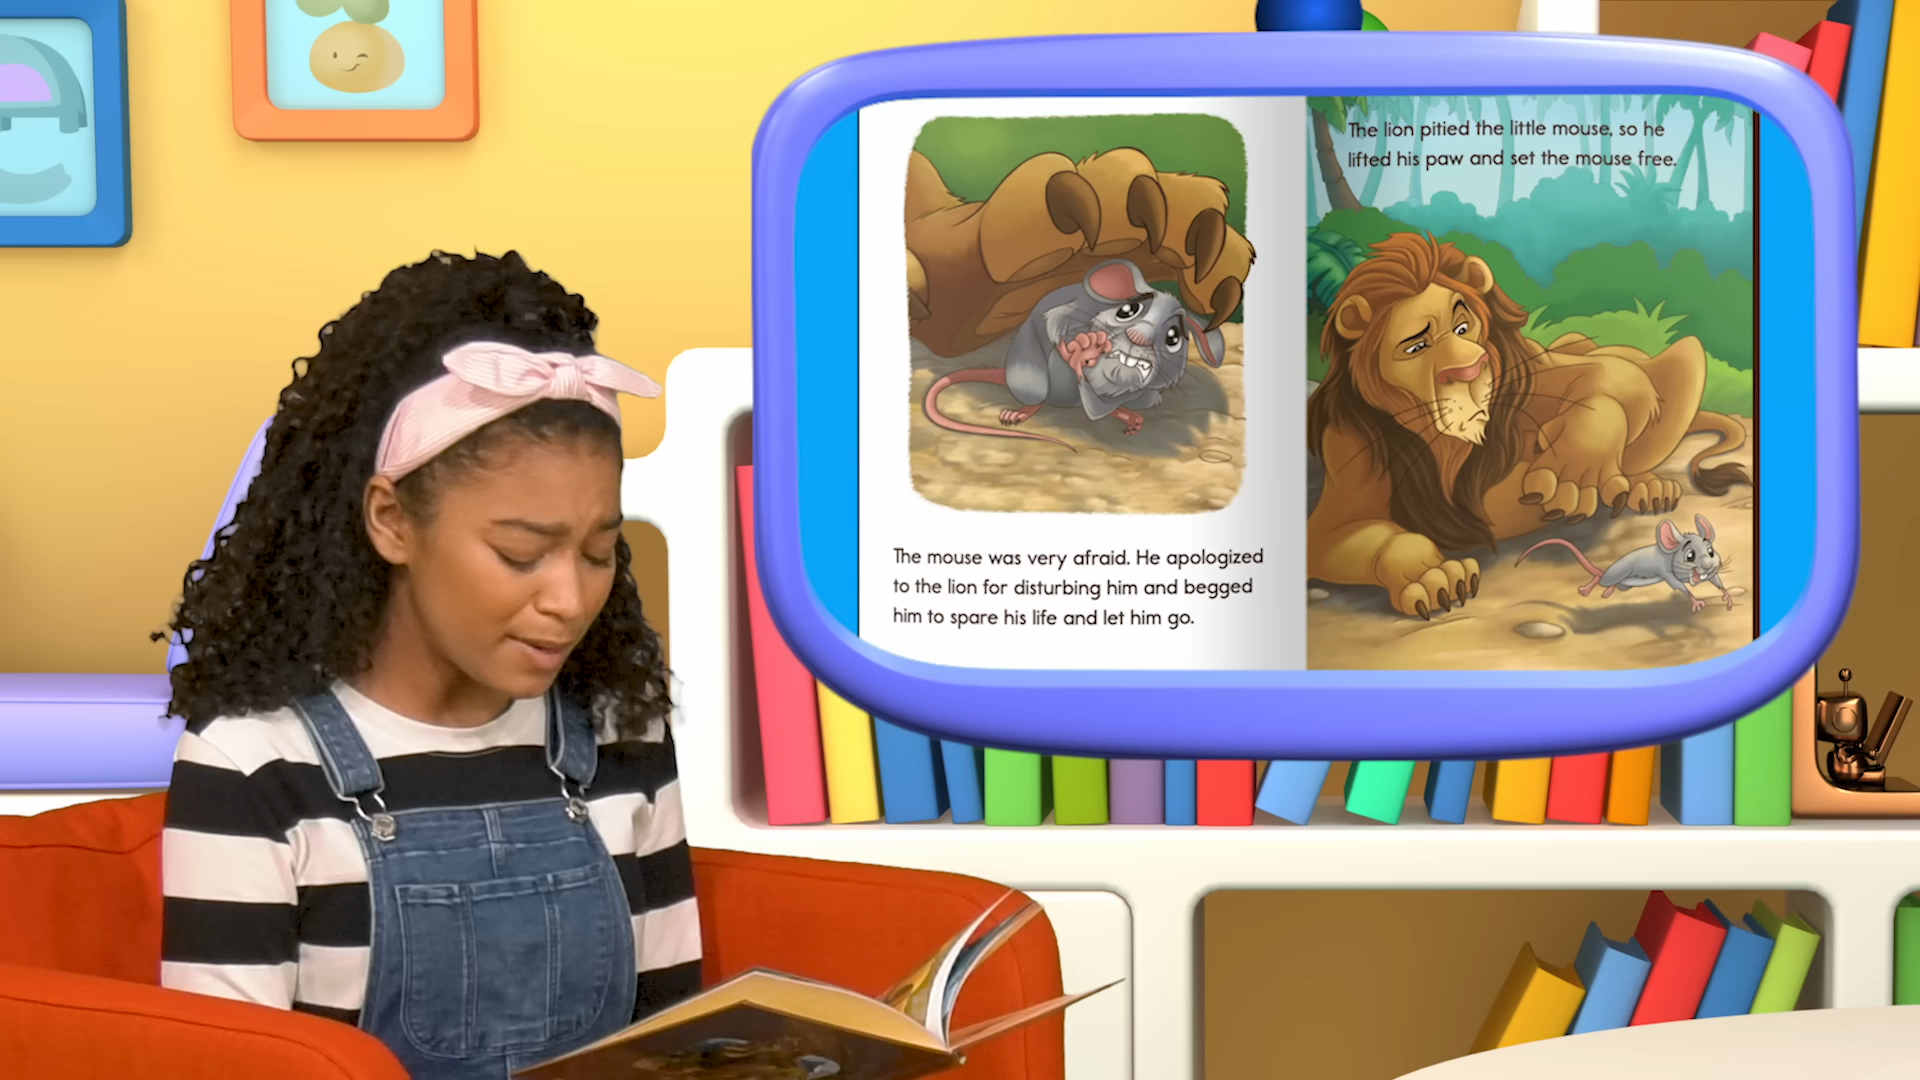 The mouse was very afraid. He apologized
to the lion for disturbing him and begged
him to spare his life and let him go.
The lion pitied the little mouse, so he
lifted his paw and set the mouse free.